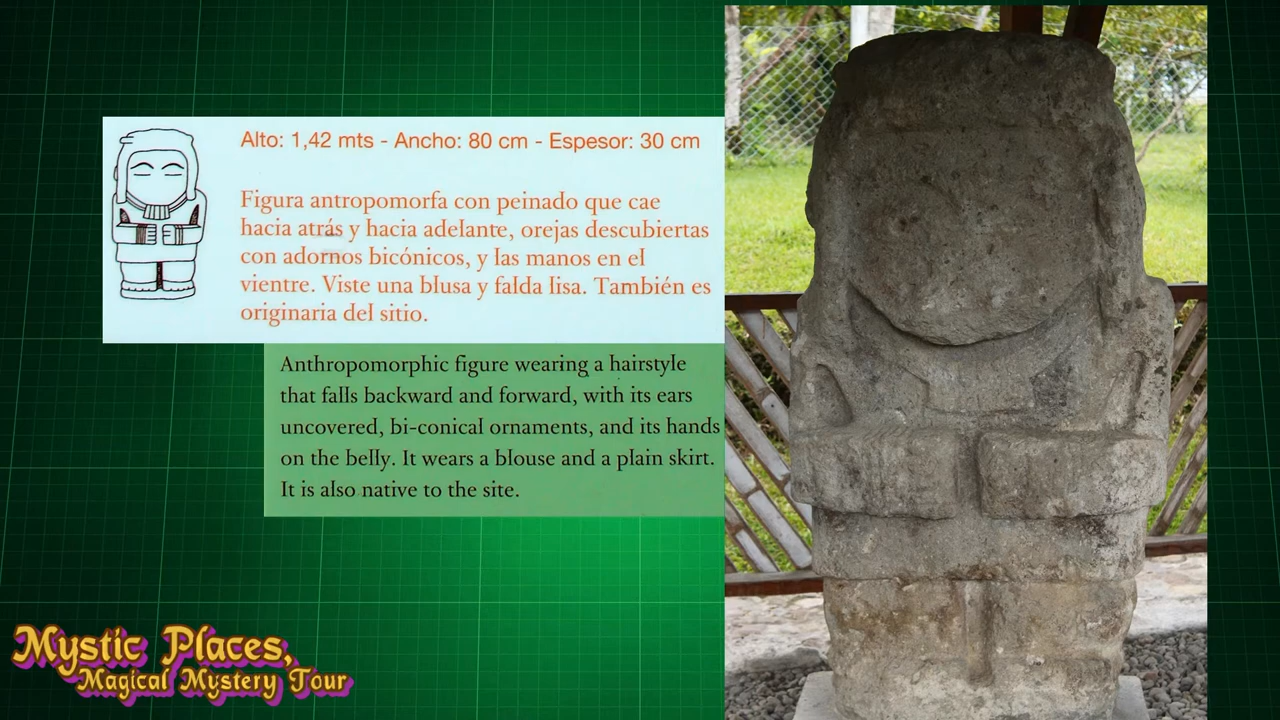 Alto: 1,42 mts - Ancho: 80 cm - Espesor: 30 cm
Figura antropomorfa con peinado que cae
hacia atrás y hacia adelante, orejas descubiertas
con adornos bicónicos, y las manos en el
vientre. Viste una blusa y falda lisa. También es
originaria del sitio.
Anthropomorphic figure wearing a hairstyle
that falls backward and forward, with its ears
uncovered, bi-conical ornaments, and its hands
on the belly. It wears a blouse and a plain skirt.
It is also native to the site.
Mystic Places,
Magical Mystery Tour